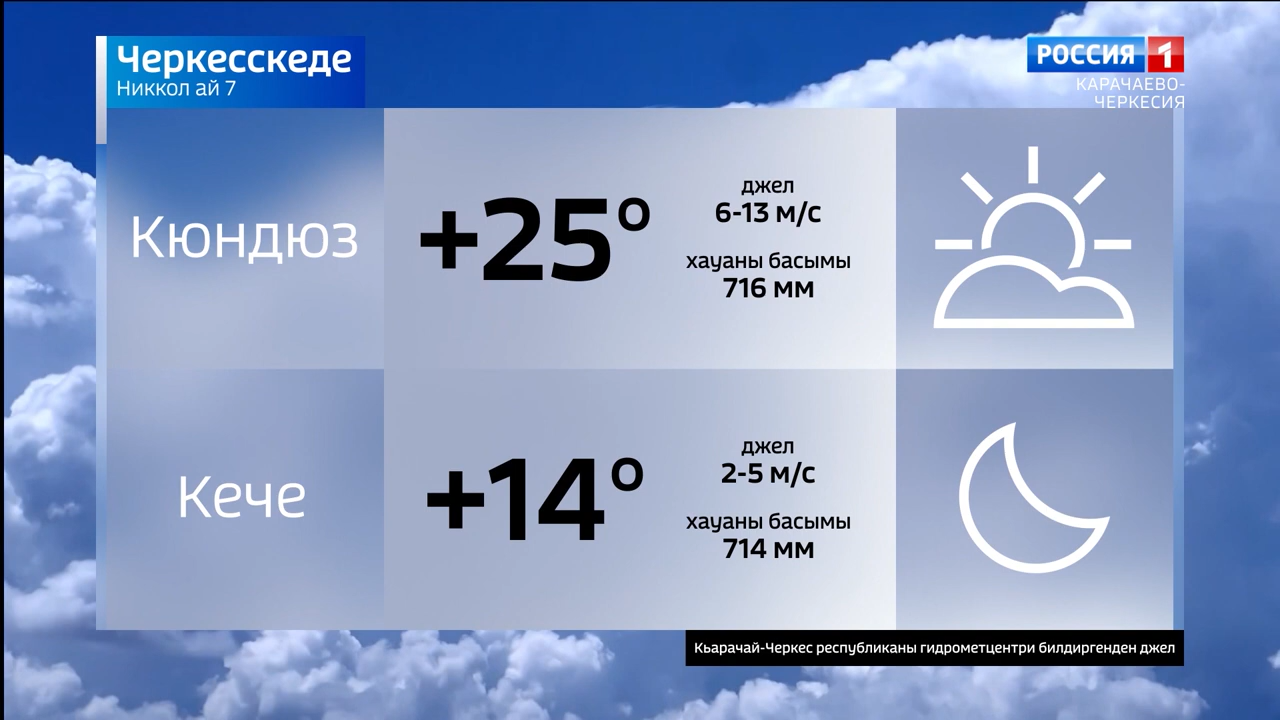 Черкесскеде
Никкол ай 7
РОССИЯ 1
КАРАЧАЕВО-
ЧЕРКЕСИЯ
Кюндюз
+25°
джел
6-13 м/с
хауаны басымы
716 мм
Кече
+14°
джел
2-5 м/с
хауаны басымы
714 мм
Кьарачай-Черкес республиканы гидрометцентри билдиргенден джел